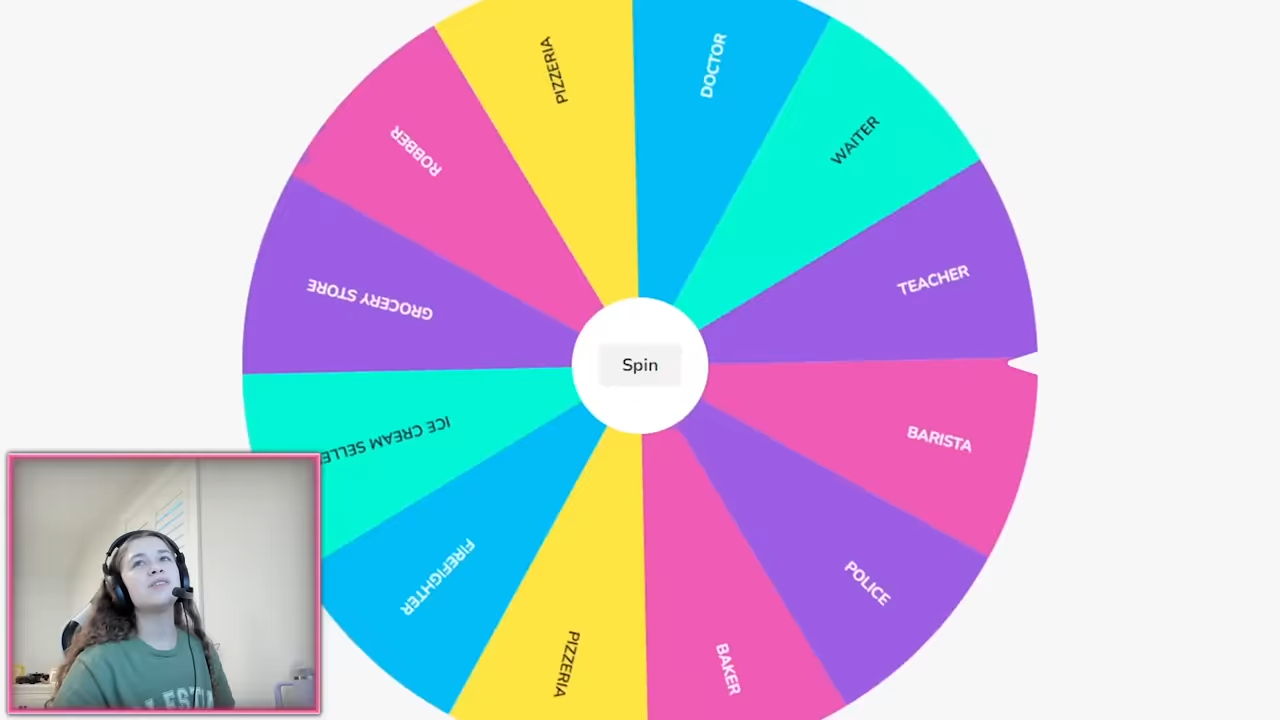 PIZZERIA
DOCTOR
WAITER
ROBBER
TEACHER
GROCERY STORE
Spin
BARISTA
ICE CREAM SELLE
POLICE
FIREFIGHTER
PIZZERIA
BAKER